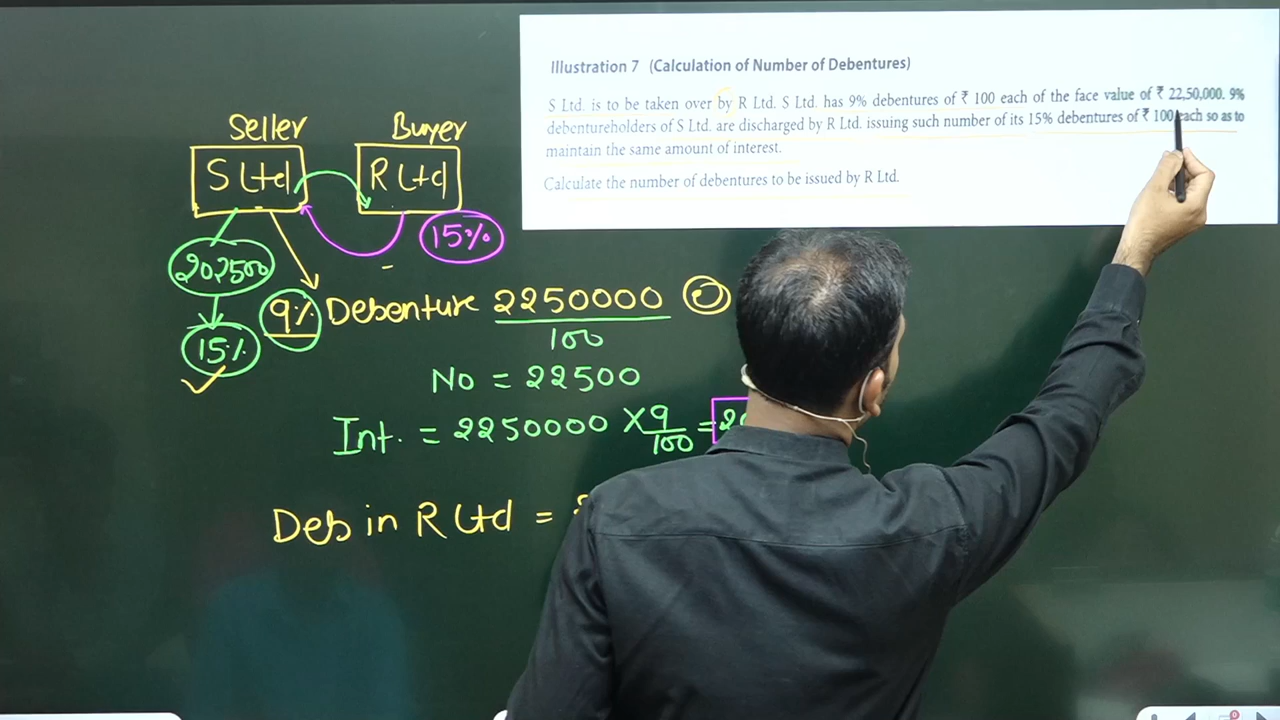 Illustration 7 (Calculation of Number of Debentures)
S Ltd. is to be taken over by R Ltd. S Ltd. has 9% debentures of ₹ 100 each of the face value of ₹ 22,50,000. 9%
debentureholders of S Ltd. are discharged by R Ltd. issuing such number of its 15% debentures of ₹ 100 each so as to
maintain the same amount of interest.
Calculate the number of debentures to be issued by R Ltd.
Seller Buyer
S Ltd R Ltd
15%
202500
9% Debenture 2250000
100
15%
No = 22500
Int. = 2250000 × 9/100 = 20
Deb in R Ltd =